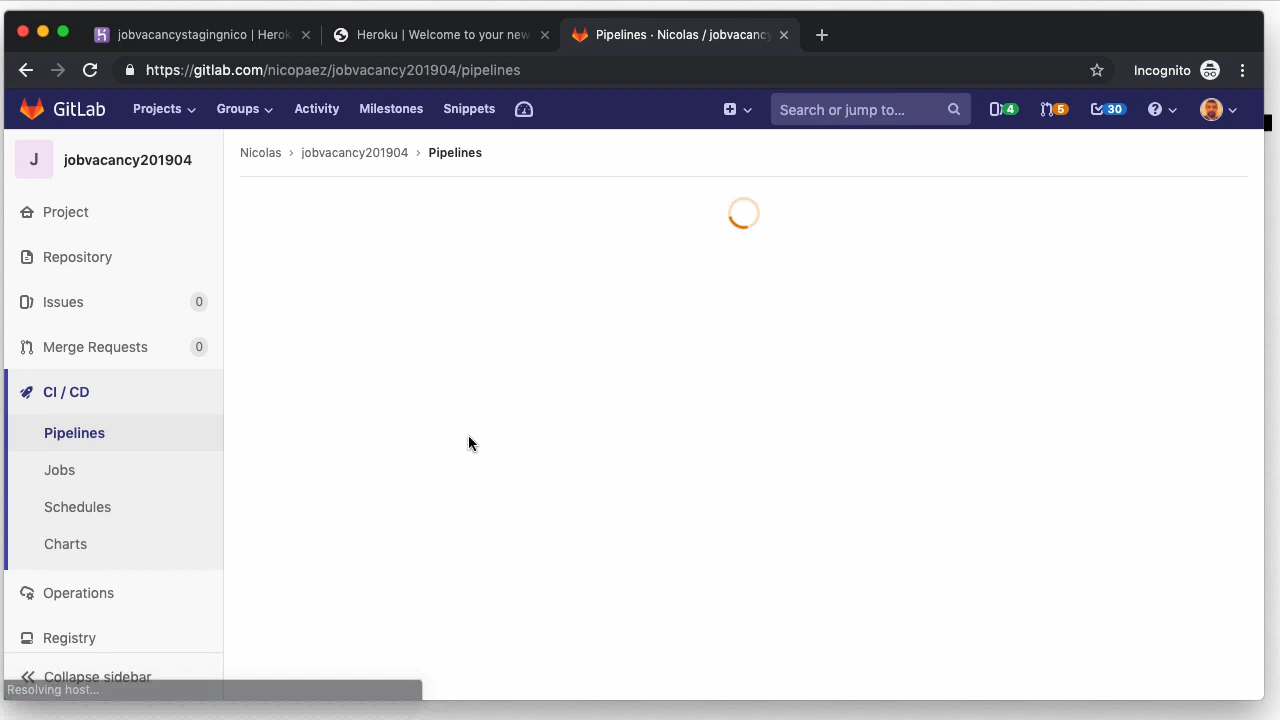 jobvacancystagingnico | Herok
Heroku | Welcome to your new
Pipelines · Nicolas / jobvacancy
https://gitlab.com/nicopaez/jobvacancy201904/pipelines
Incognito
GitLab
Projects
Groups
Activity
Milestones
Snippets
Search or jump to...
4
5
30
J
jobvacancy201904
Nicolas › jobvacancy201904 › Pipelines
Project
Repository
Issues
0
Merge Requests
0
CI / CD
Pipelines
Jobs
Schedules
Charts
Operations
Registry
Collapse sidebar
Resolving host...